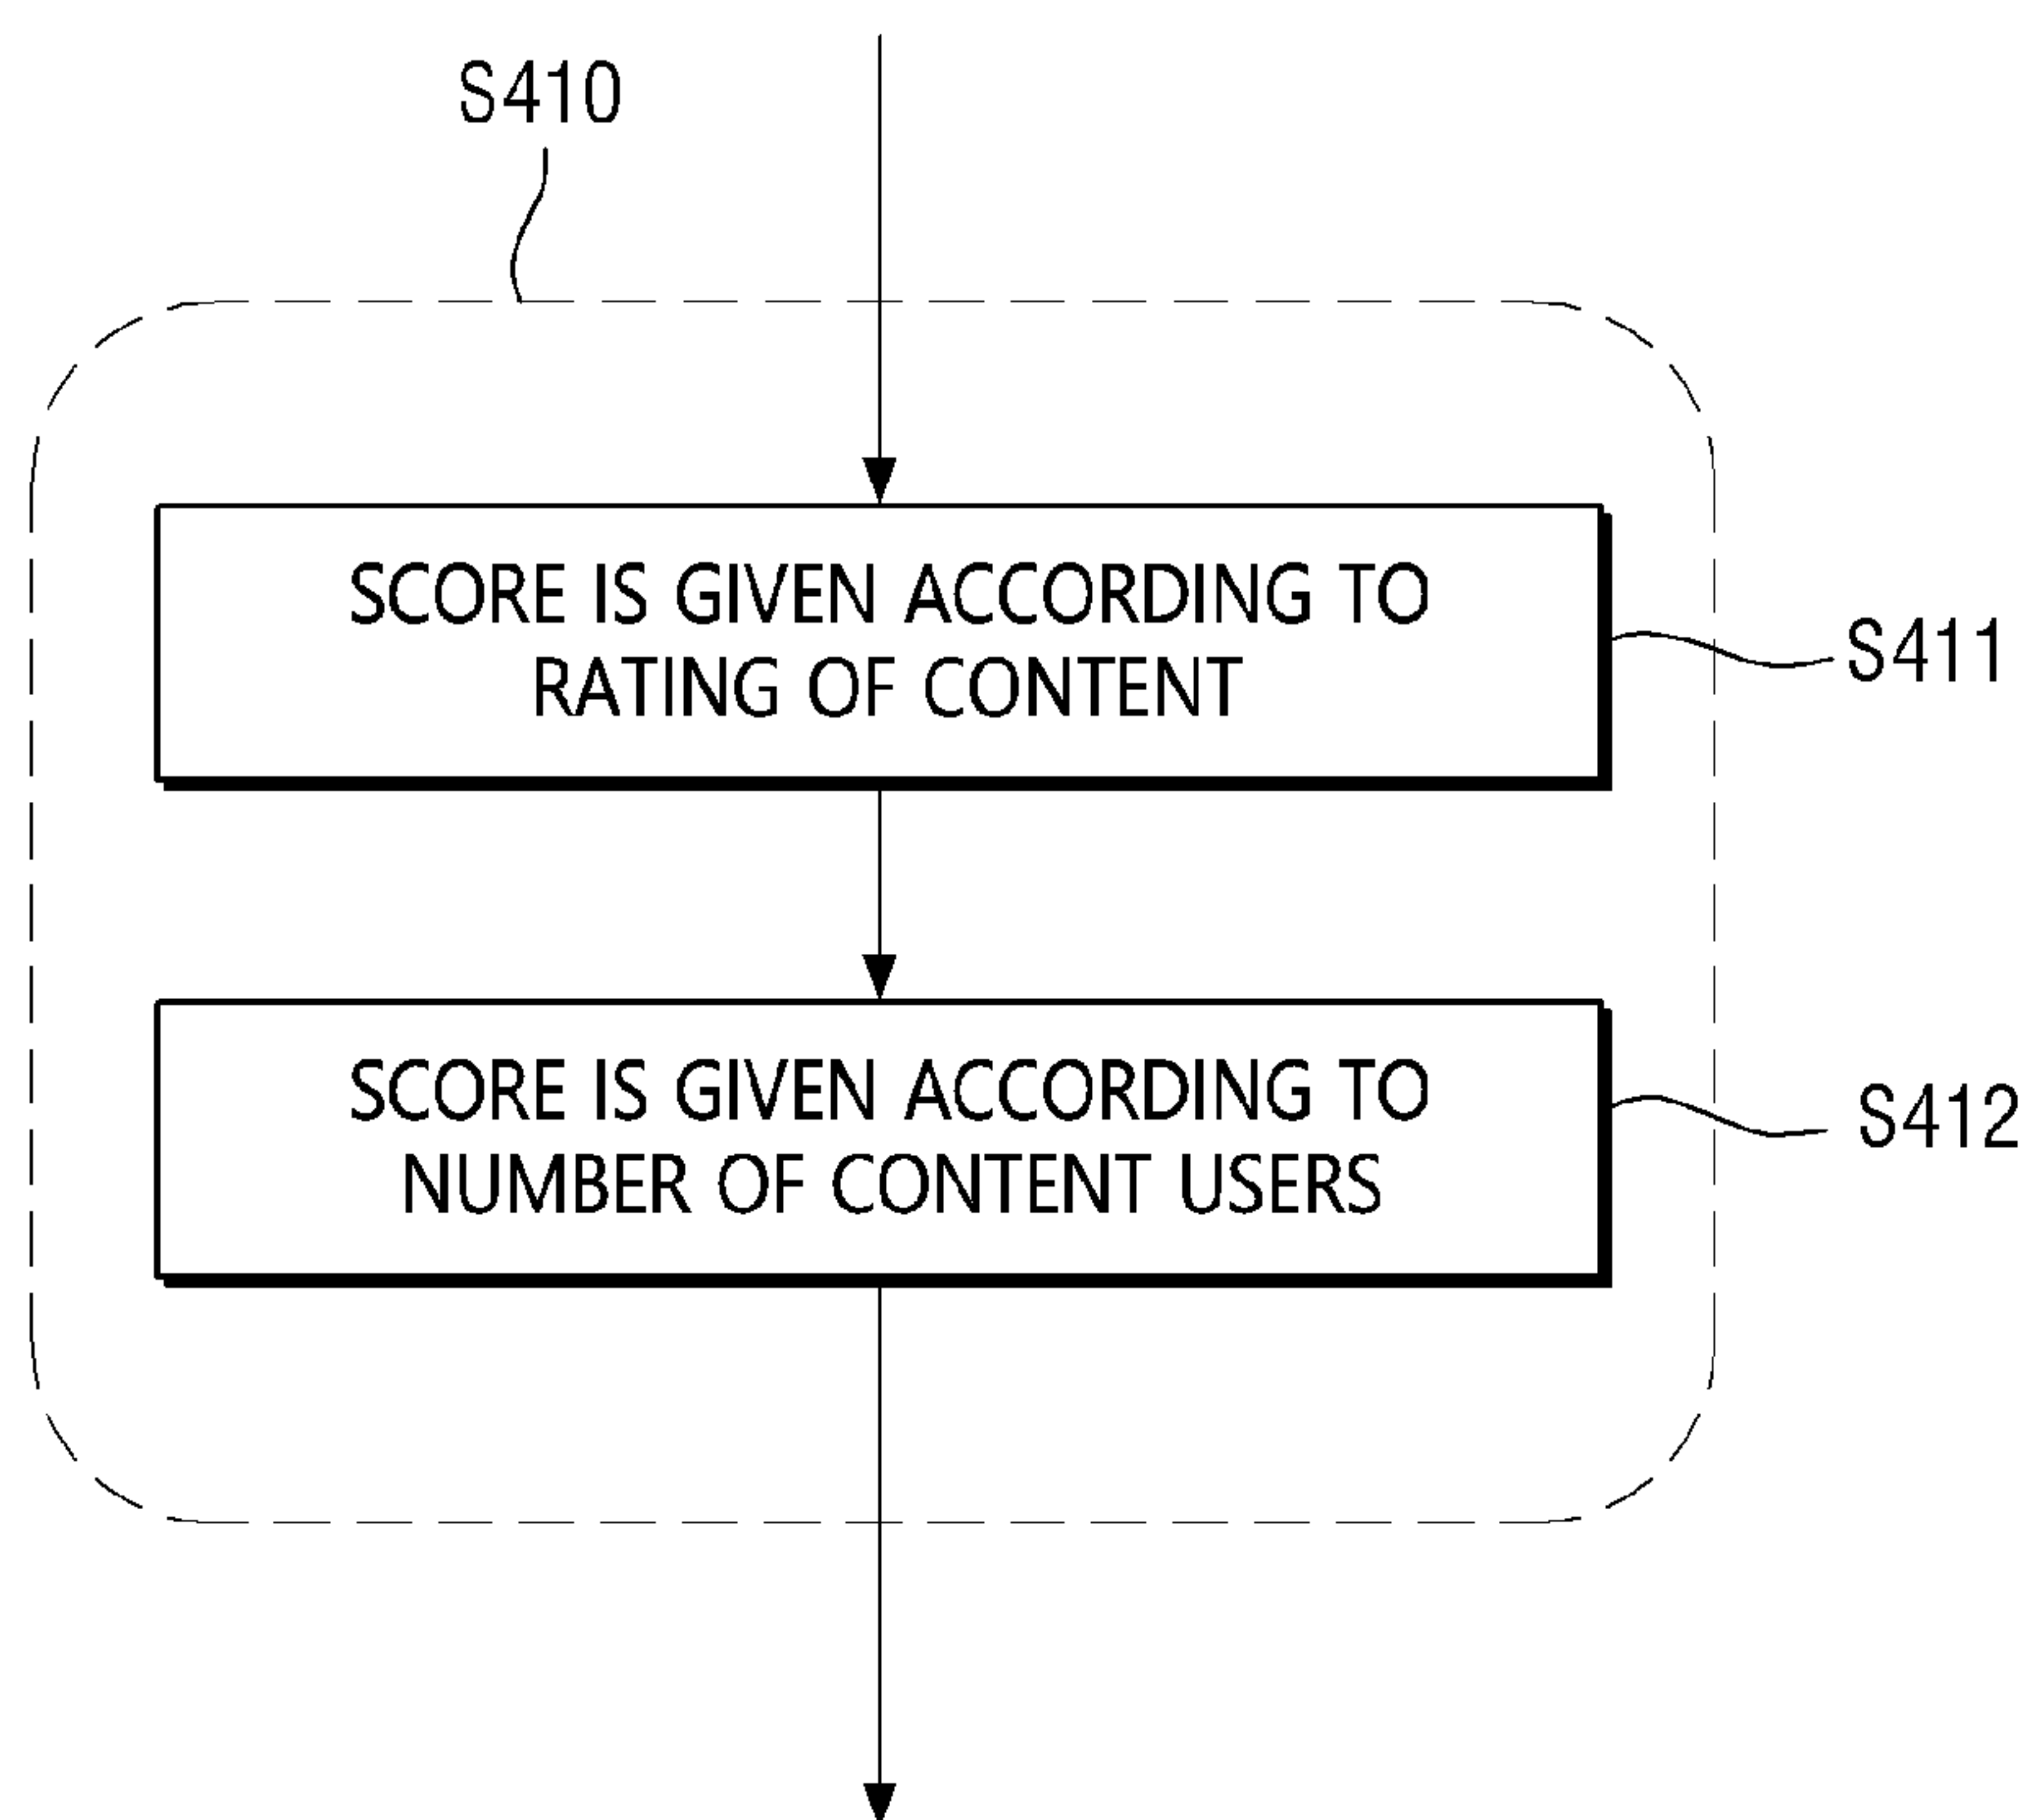 S410
SCORE IS GIVEN ACCORDING TO
RATING OF CONTENT
S411
SCORE IS GIVEN ACCORDING TO
NUMBER OF CONTENT USERS
S412